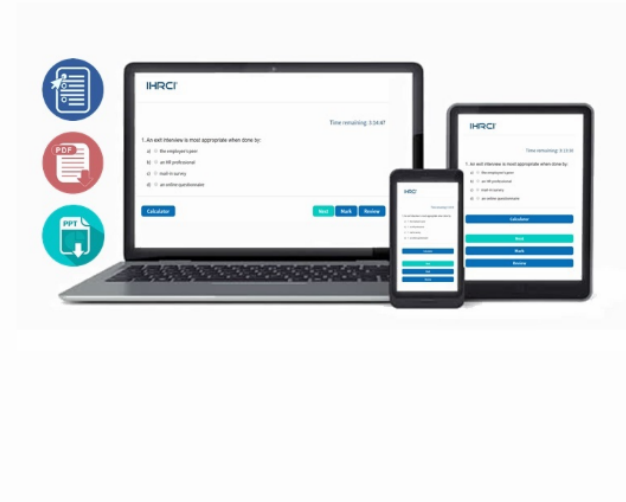 IHRCI
Time remaining: 3:14:47
1. An exit interview is most appropriate when done by:
a) the employee's peer
b) an HR professional
c) mail-in survey
d) an online questionnaire
Calculator
Next
Mark
Review
PDF
PPT
IHRCI
1. An exit interview is most appropriate when done by:
a) the employee's peer
b) an HR professional
c) mail-in survey
d) an online questionnaire
Calculator
Next
Mark
Review